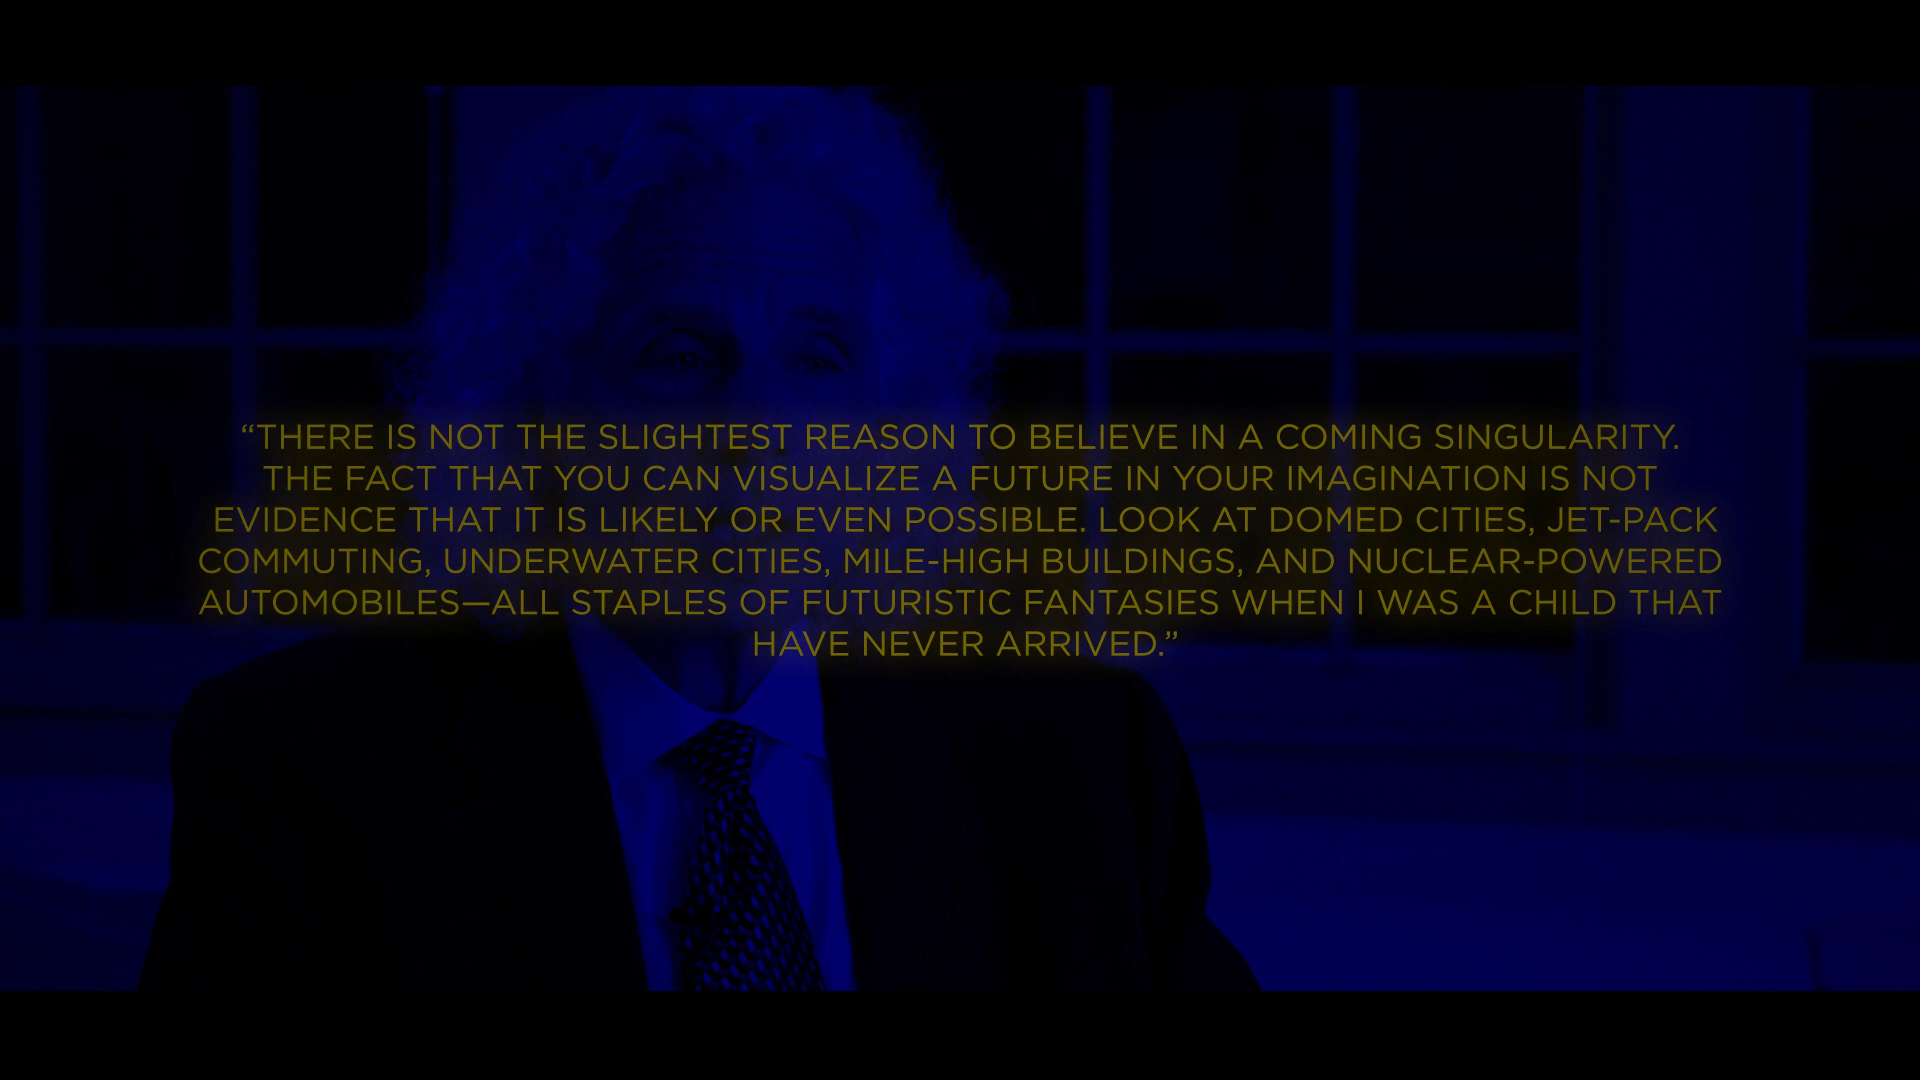 “THERE IS NOT THE SLIGHTEST REASON TO BELIEVE IN A COMING SINGULARITY.
THE FACT THAT YOU CAN VISUALIZE A FUTURE IN YOUR IMAGINATION IS NOT
EVIDENCE THAT IT IS LIKELY OR EVEN POSSIBLE. LOOK AT DOMED CITIES, JET-PACK
COMMUTING, UNDERWATER CITIES, MILE-HIGH BUILDINGS, AND NUCLEAR-POWERED
AUTOMOBILES—ALL STAPLES OF FUTURISTIC FANTASIES WHEN I WAS A CHILD THAT
HAVE NEVER ARRIVED.”